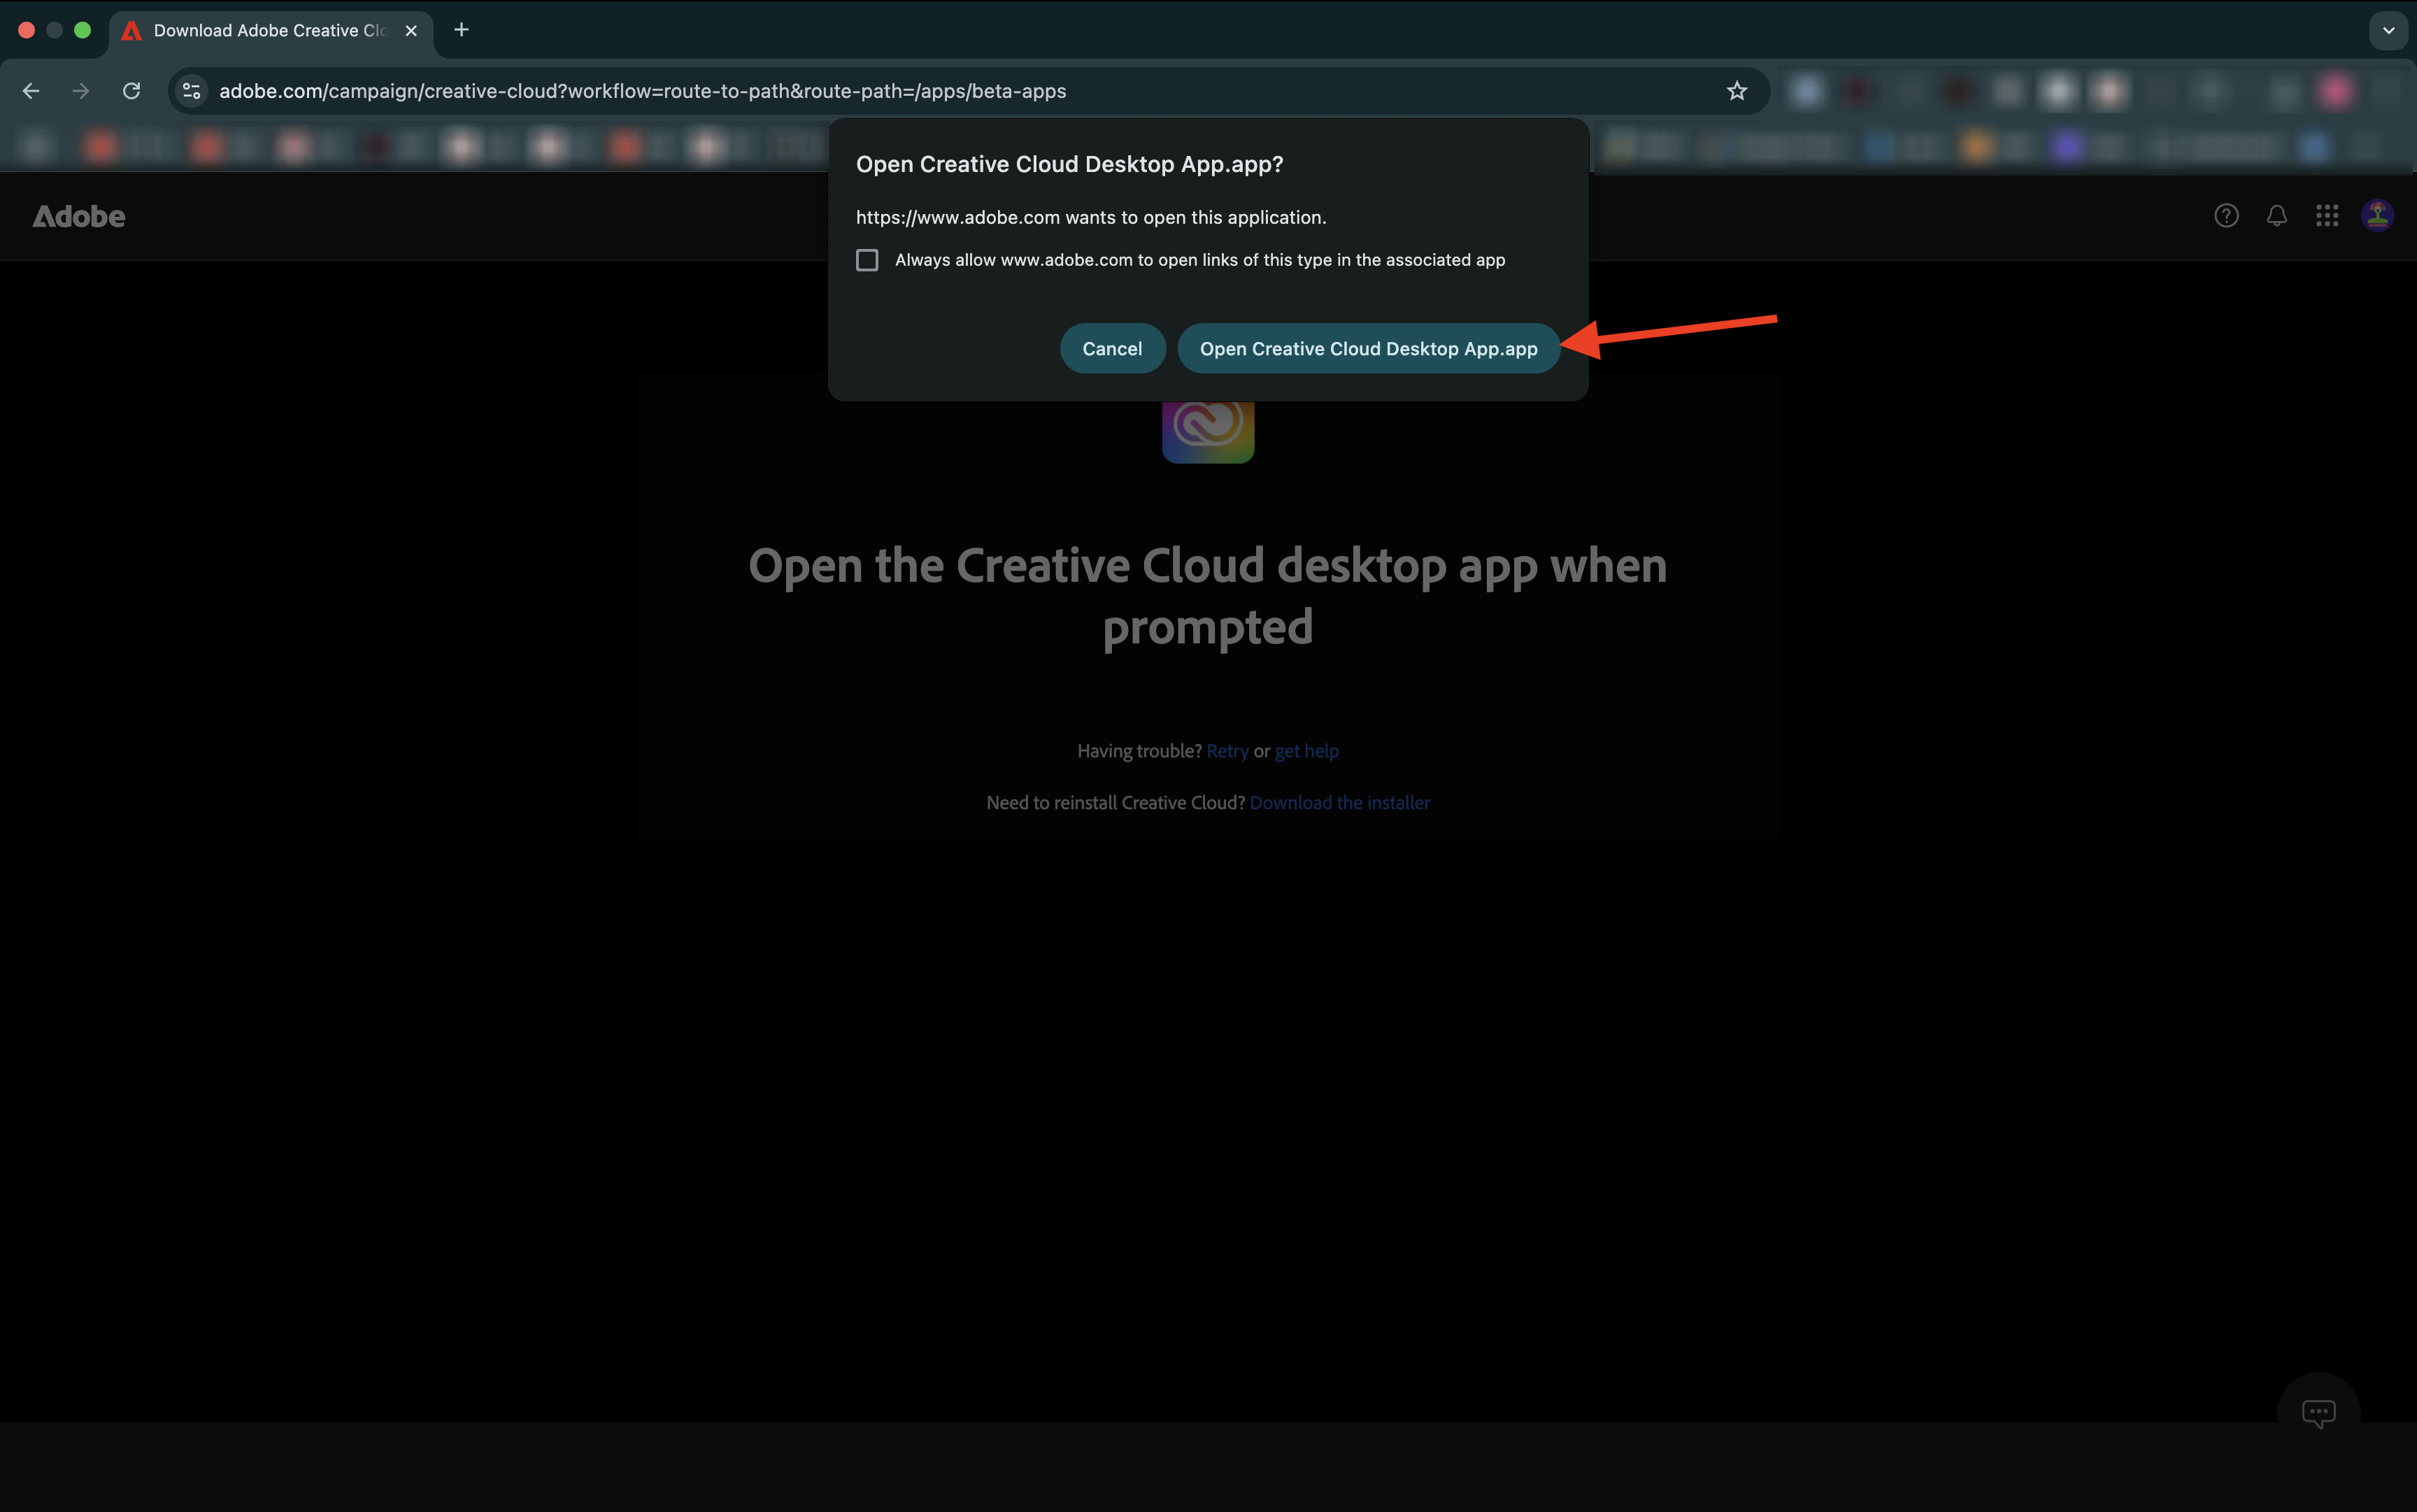 Download Adobe Creative Clo
adobe.com/campaign/creative-cloud?workflow=route-to-path&route-path=/apps/beta-apps
Open Creative Cloud Desktop App.app?
https://www.adobe.com wants to open this application.
Always allow www.adobe.com to open links of this type in the associated app
Cancel
Open Creative Cloud Desktop App.app
Adobe
Open the Creative Cloud desktop app when
prompted
Having trouble? Retry or get help
Need to reinstall Creative Cloud? Download the installer